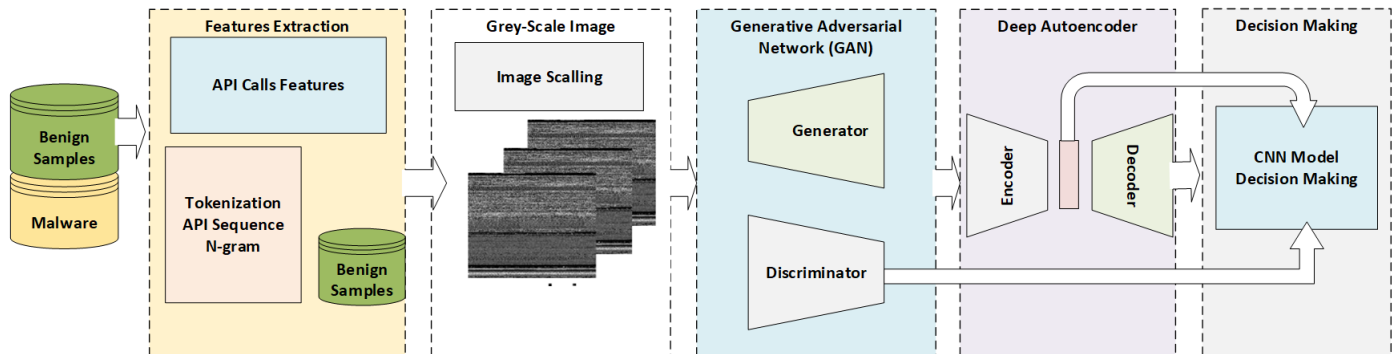 Benign
Samples
Malware
Features Extraction
API Calls Features
Tokenization
API Sequence
N-gram
Benign
Samples
Grey-Scale Image
Image Scalling
Generative Adversarial
Network (GAN)
Generator
Discriminator
Deep Autoencoder
Encoder
Decoder
Decision Making
CNN Model
Decision Making